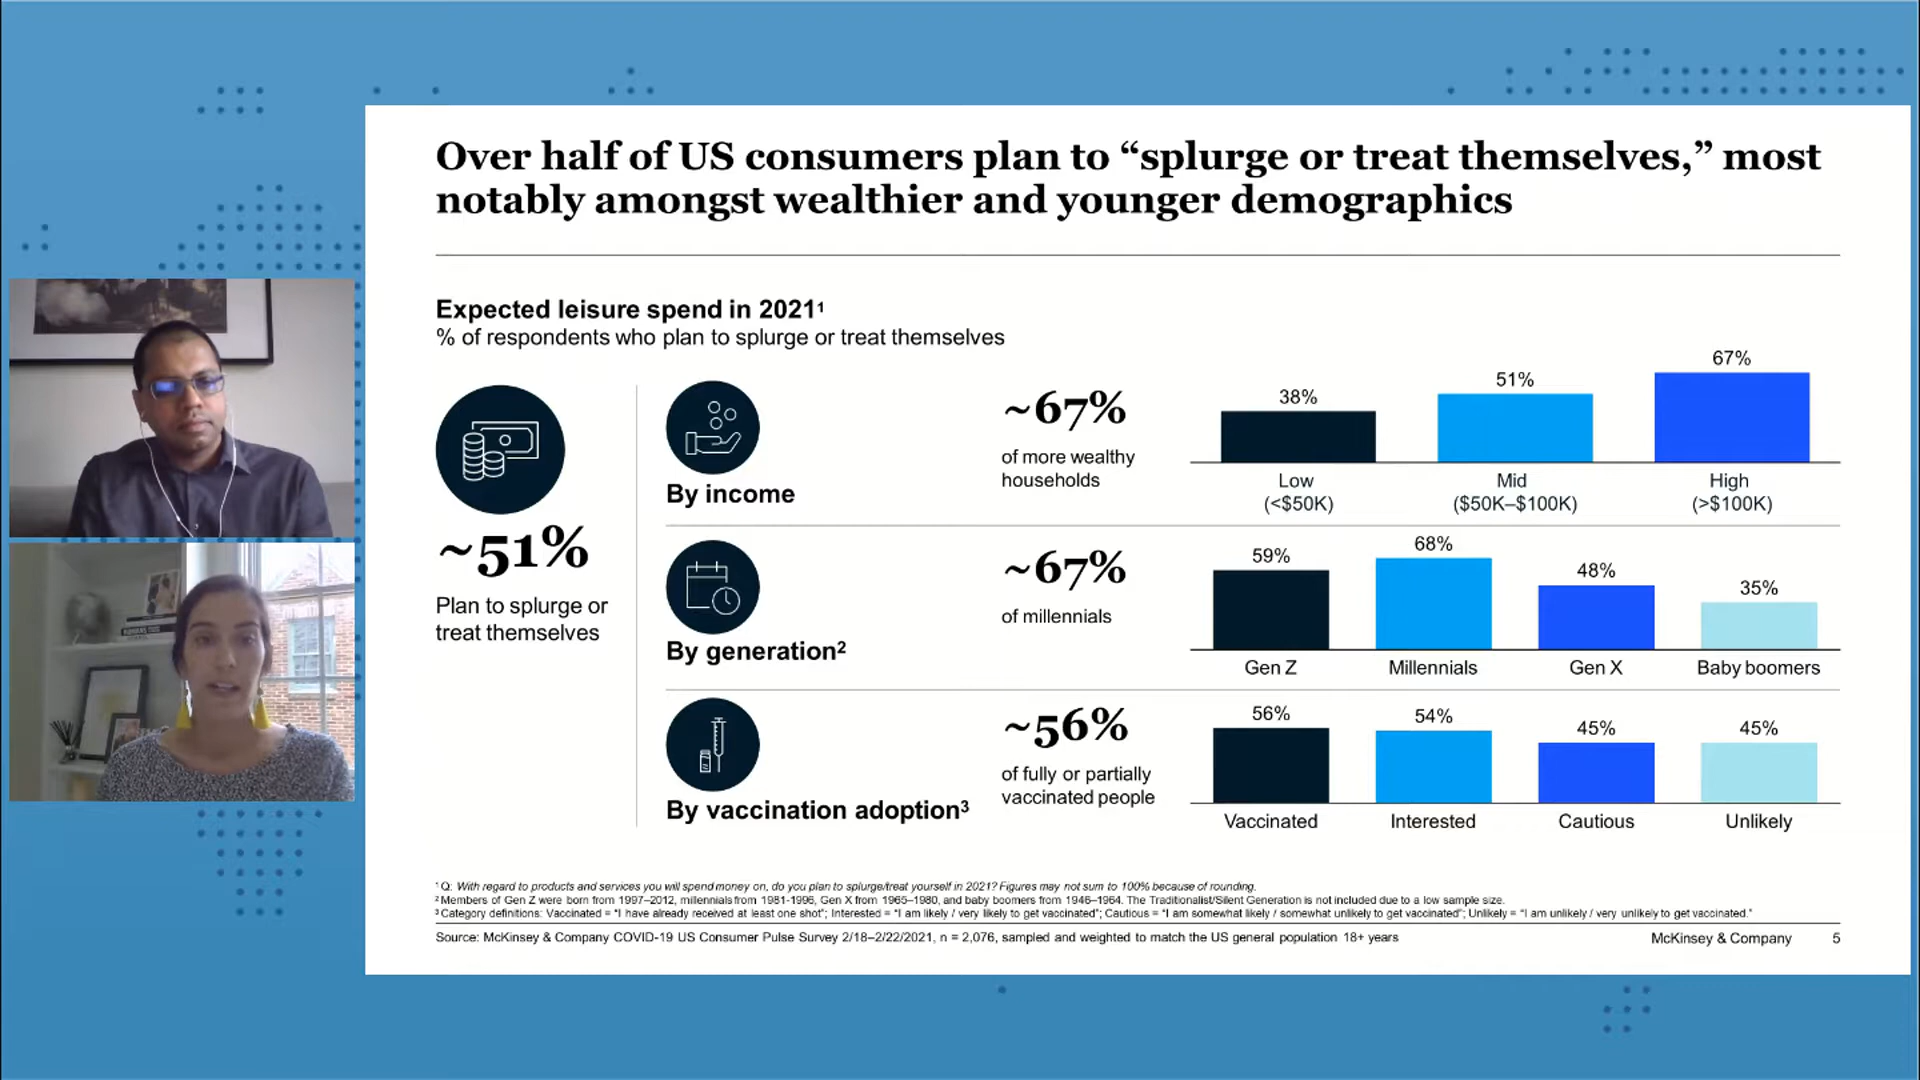 Over half of US consumers plan to “splurge or treat themselves,” most
notably amongst wealthier and younger demographics
Expected leisure spend in 2021¹
% of respondents who plan to splurge or treat themselves
~51%
Plan to splurge or
treat themselves
By income
~67%
of more wealthy
households
38%
51%
67%
Low
(<$50K)
Mid
($50K–$100K)
High
(>$100K)
By generation²
~67%
of millennials
59%
68%
48%
35%
Gen Z
Millennials
Gen X
Baby boomers
By vaccination adoption³
~56%
of fully or partially
vaccinated people
56%
54%
45%
45%
Vaccinated
Interested
Cautious
Unlikely
¹ Q: With regard to products and services you will spend money on, do you plan to splurge/treat yourself in 2021? Figures may not sum to 100% because of rounding.
² Members of Gen Z were born from 1997–2012, millennials from 1981-1996, Gen X from 1965–1980, and baby boomers from 1946–1964. The Traditionalist/Silent Generation is not included due to a low sample size.
³ Category definitions: Vaccinated = “I have already received at least one shot”; Interested = “I am likely / very likely to get vaccinated”; Cautious = “I am somewhat likely / somewhat unlikely to get vaccinated”; Unlikely = “I am unlikely / very unlikely to get vaccinated.”
Source: McKinsey & Company COVID-19 US Consumer Pulse Survey 2/18–2/22/2021, n = 2,076, sampled and weighted to match the US general population 18+ years
McKinsey & Company
5